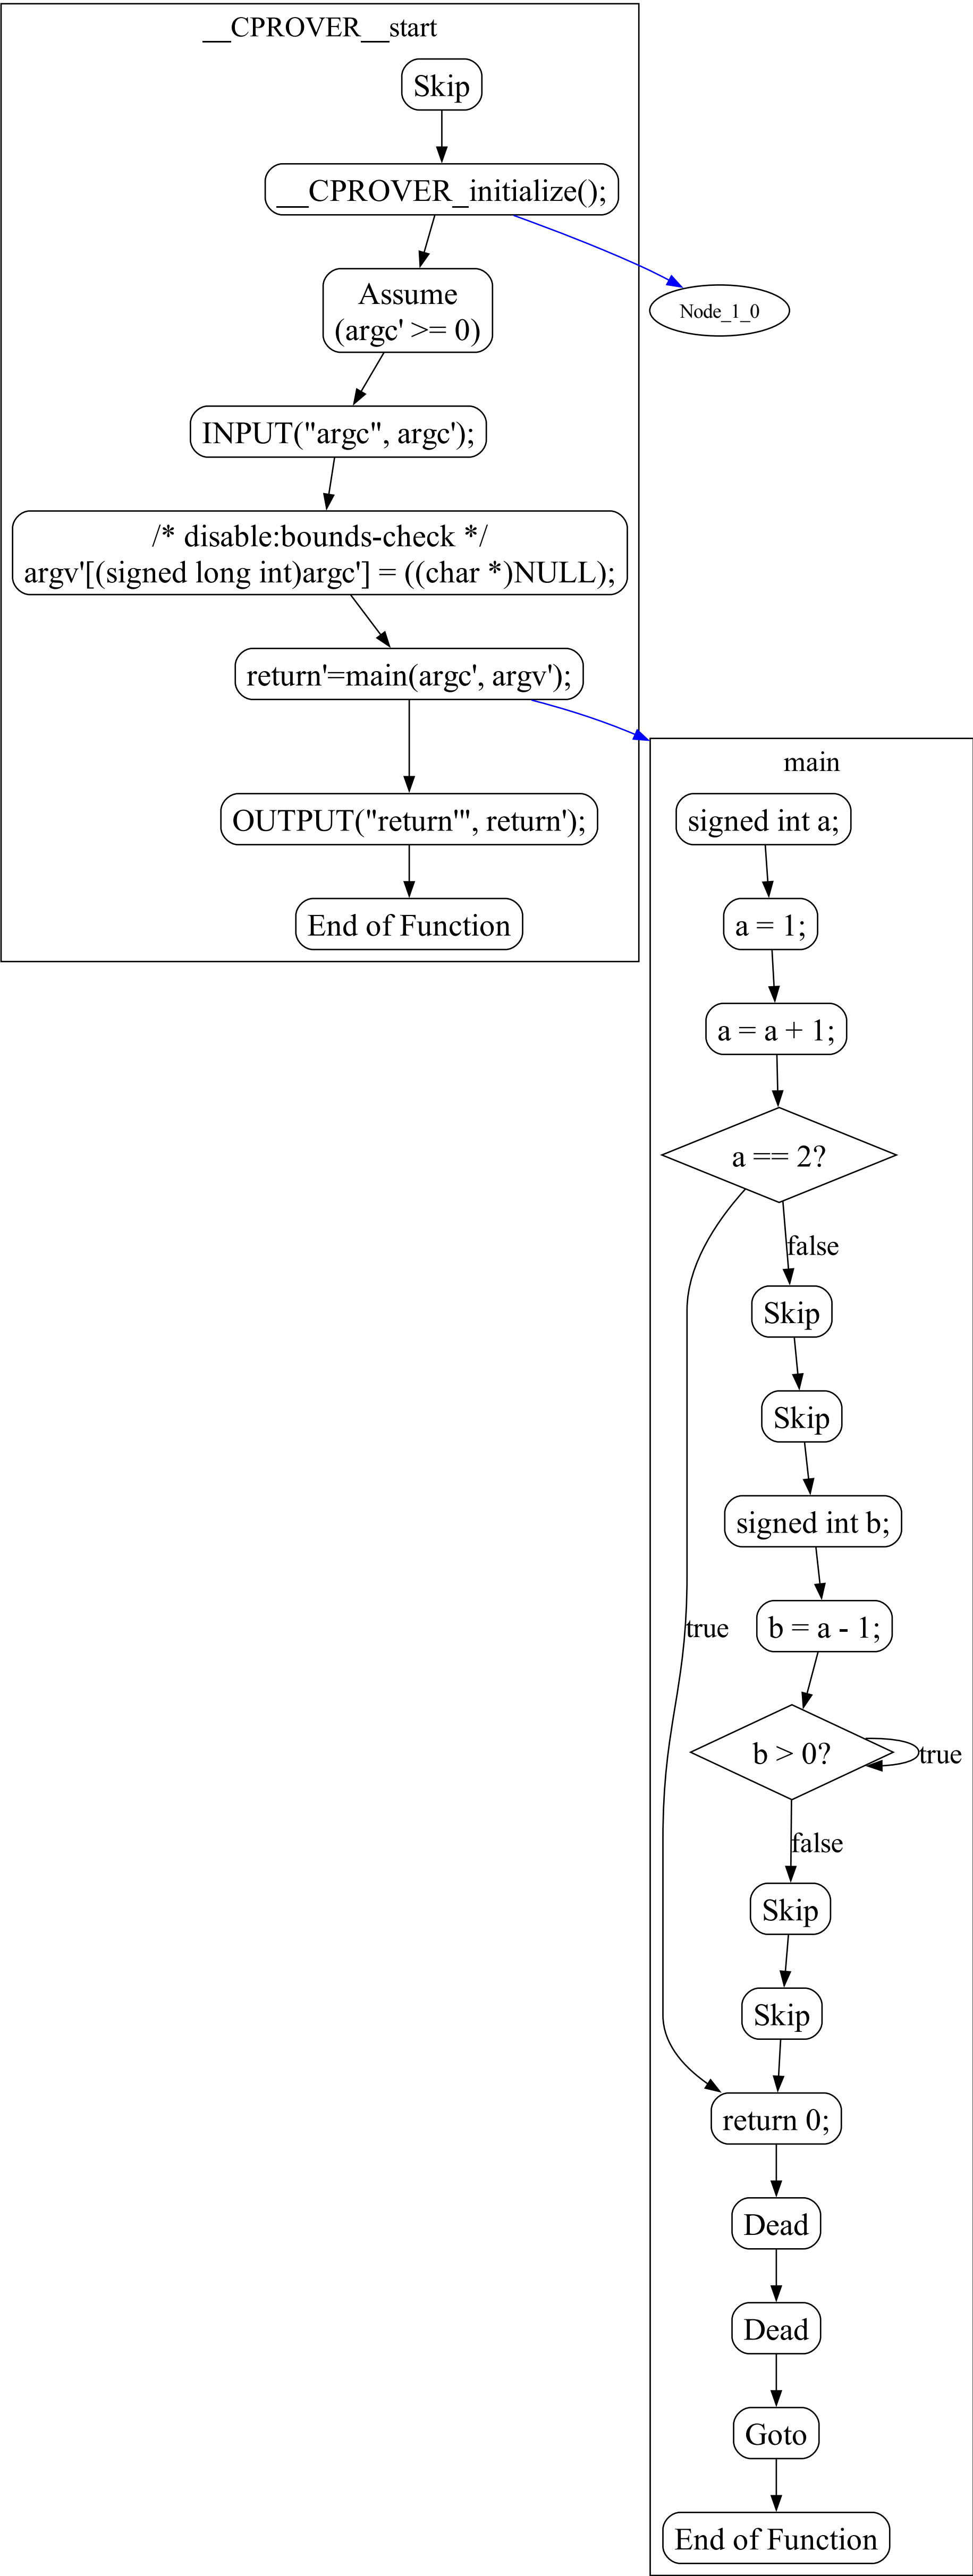 __CPROVER__start
Skip
__CPROVER_initialize();
Assume
(argc' >= 0)
Node_1_0
INPUT("argc", argc');
/* disable:bounds-check */
argv'[(signed long int)argc'] = ((char *)NULL);
return'=main(argc', argv');
OUTPUT("return'", return');
End of Function
main
signed int a;
a = 1;
a = a + 1;
a == 2?
false
Skip
Skip
signed int b;
b = a - 1;
true
b > 0?
true
false
Skip
Skip
return 0;
Dead
Dead
Goto
End of Function